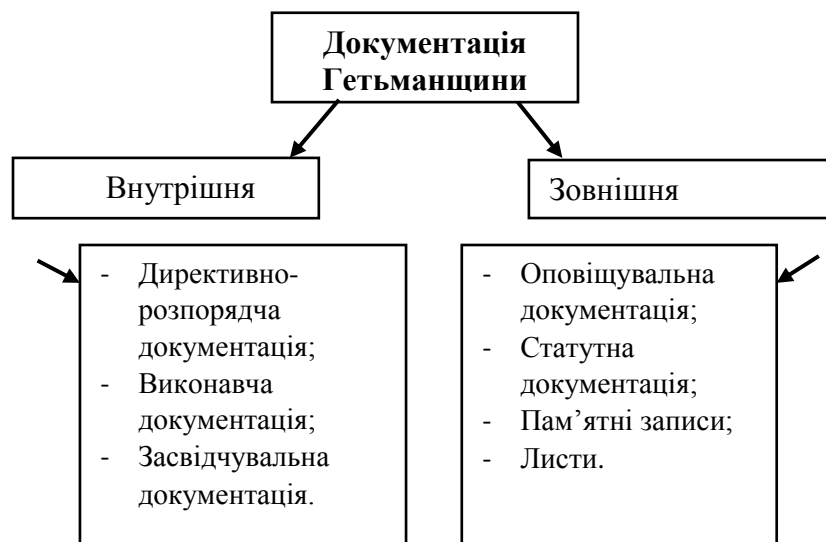 Документація
Гетьманщини
Внутрішня
Зовнішня
- Директивно-
розпорядча
документація;
- Виконавча
документація;
- Засвідчувальна
документація.
- Оповіщувальна
документація;
- Статутна
документація;
- Пам’ятні записи;
- Листи.